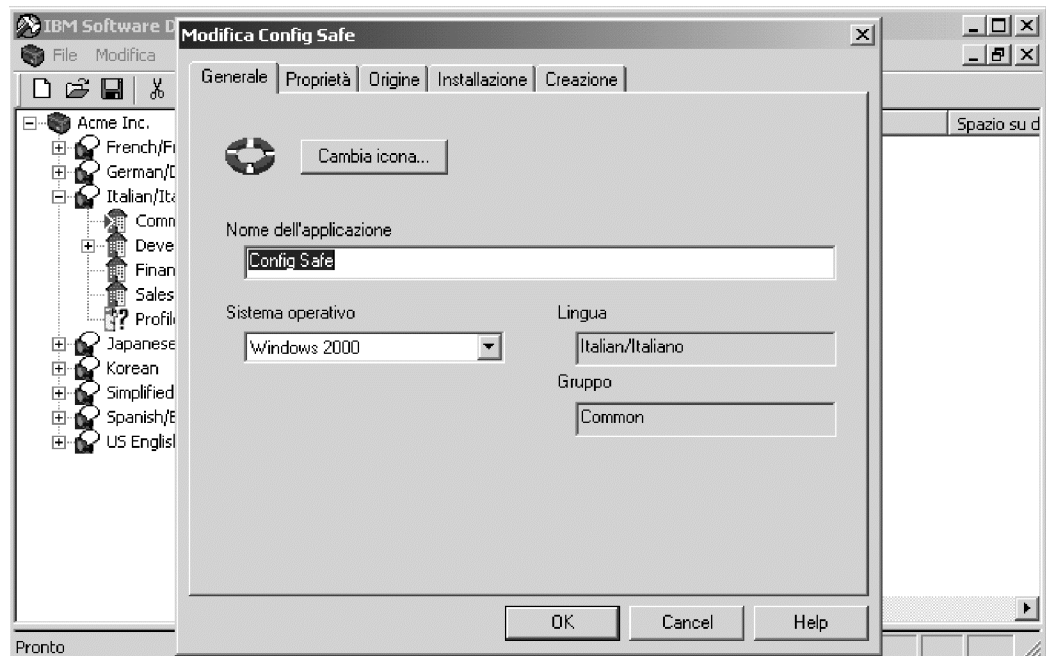 IBM Software D
File Modifica
Modifica Config Safe
Generale Proprietà Origine Installazione Creazione
Cambia icona...
Nome dell'applicazione
Config Safe
Sistema operativo
Windows 2000
Lingua
Italian/Italiano
Gruppo
Common
OK Cancel Help
Acme Inc.
French/F
German/D
Italian/Ita
Comm
Deve
Finan
Sales
Profil
Japanese
Korean
Simplified
Spanish/E
US Englis
Spazio su d
Pronto